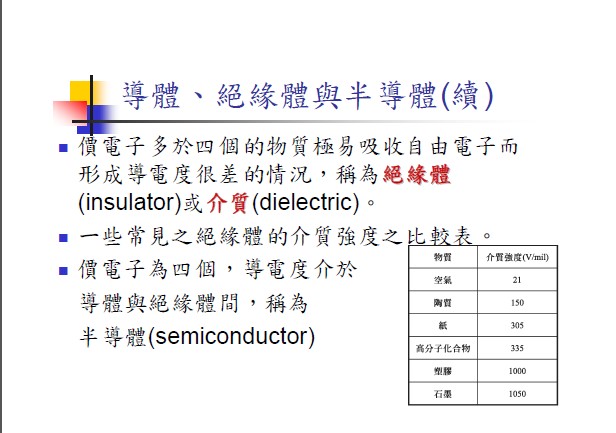 導體、絕緣體與半導體(續)
價電子多於四個的物質極易吸收自由電子而
形成導電度很差的情況，稱為絕緣體
(insulator)或介質(dielectric)。
一些常見之絕緣體的介質強度之比較表。
價電子為四個，導電度介於
導體與絕緣體間，稱為
半導體(semiconductor)
物質 介質強度(V/mil)
空氣 21
陶質 150
紙 305
高分子化合物 335
塑膠 1000
石墨 1050